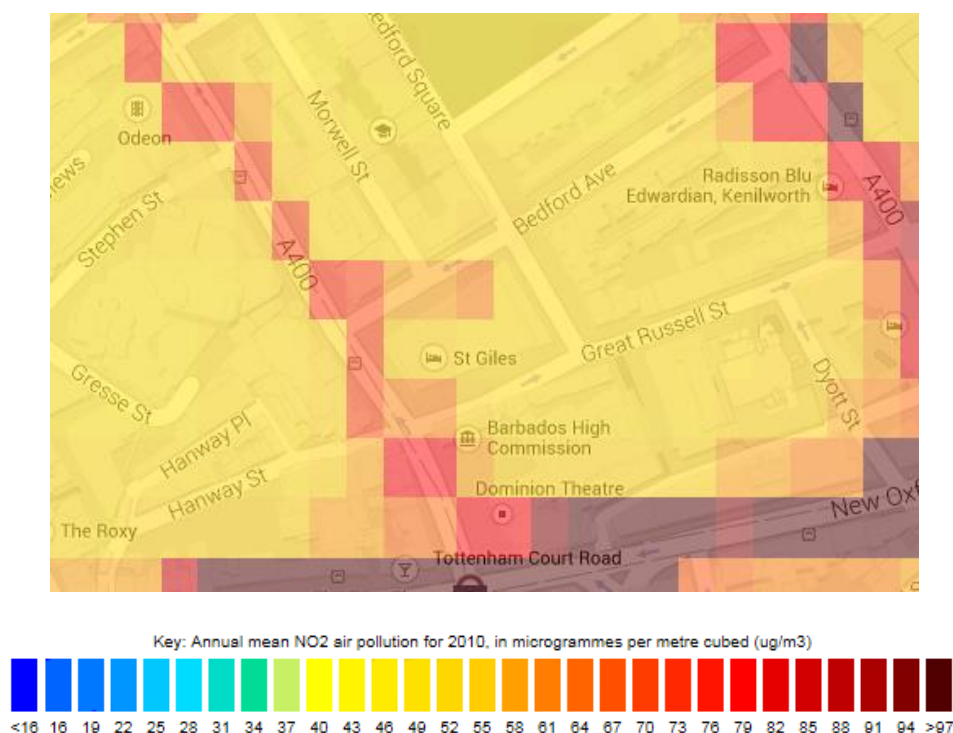 Bedford Square
Odeon
Morwell St
ews
Stephen St
Bedford Ave
Radisson Blu
Edwardian, Kenilworth
A400
A400
Great Russell St
St Giles
Gresse St
Dyott St
Hanway Pl
Barbados High
Commission
Hanway St
Dominion Theatre
New Oxf
The Roxy
Tottenham Court Road
Key: Annual mean NO2 air pollution for 2010, in microgrammes per metre cubed (ug/m3)
<16 16 19 22 25 28 31 34 37 40 43 46 49 52 55 58 61 64 67 70 73 76 79 82 85 88 91 94 >97